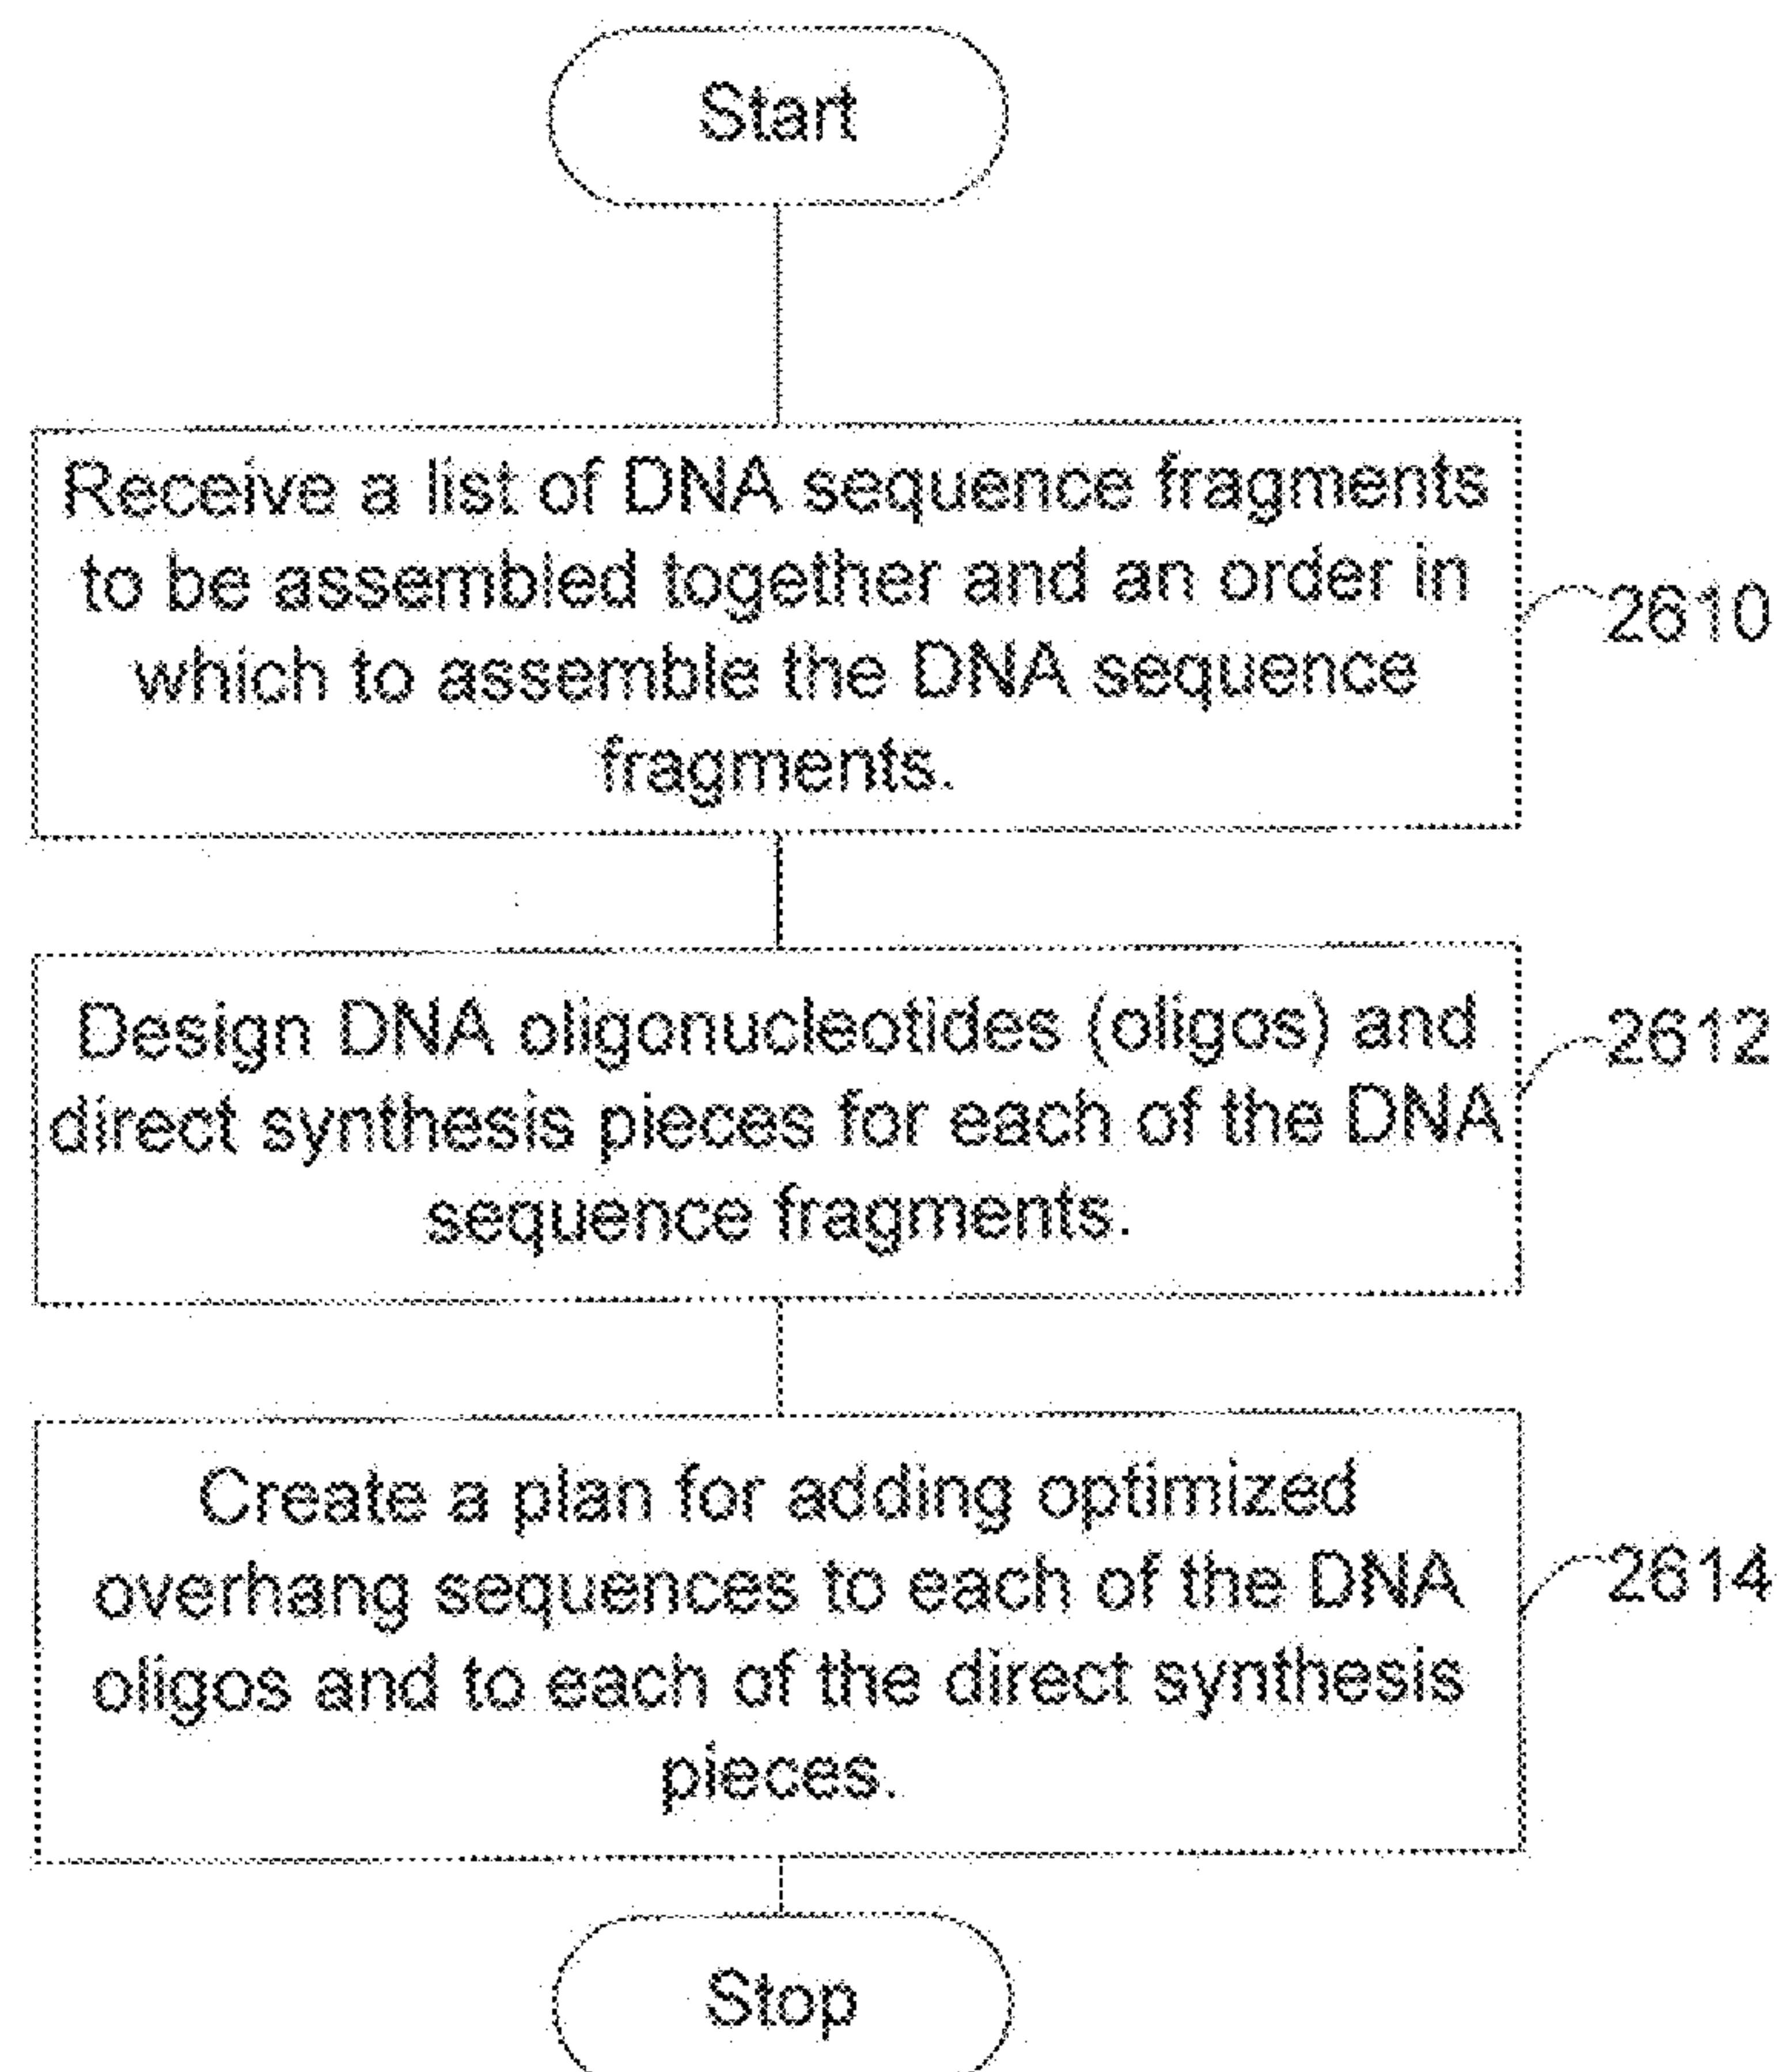 Start
Receive a list of DNA sequence fragments
to be assembled together and an order in
which to assemble the DNA sequence
fragments.
2610
Design DNA oligonucleotides (oligos) and
direct synthesis pieces for each of the DNA
sequence fragments.
2612
Create a plan for adding optimized
overhang sequences to each of the DNA
oligos and to each of the direct synthesis
pieces.
2614
Stop